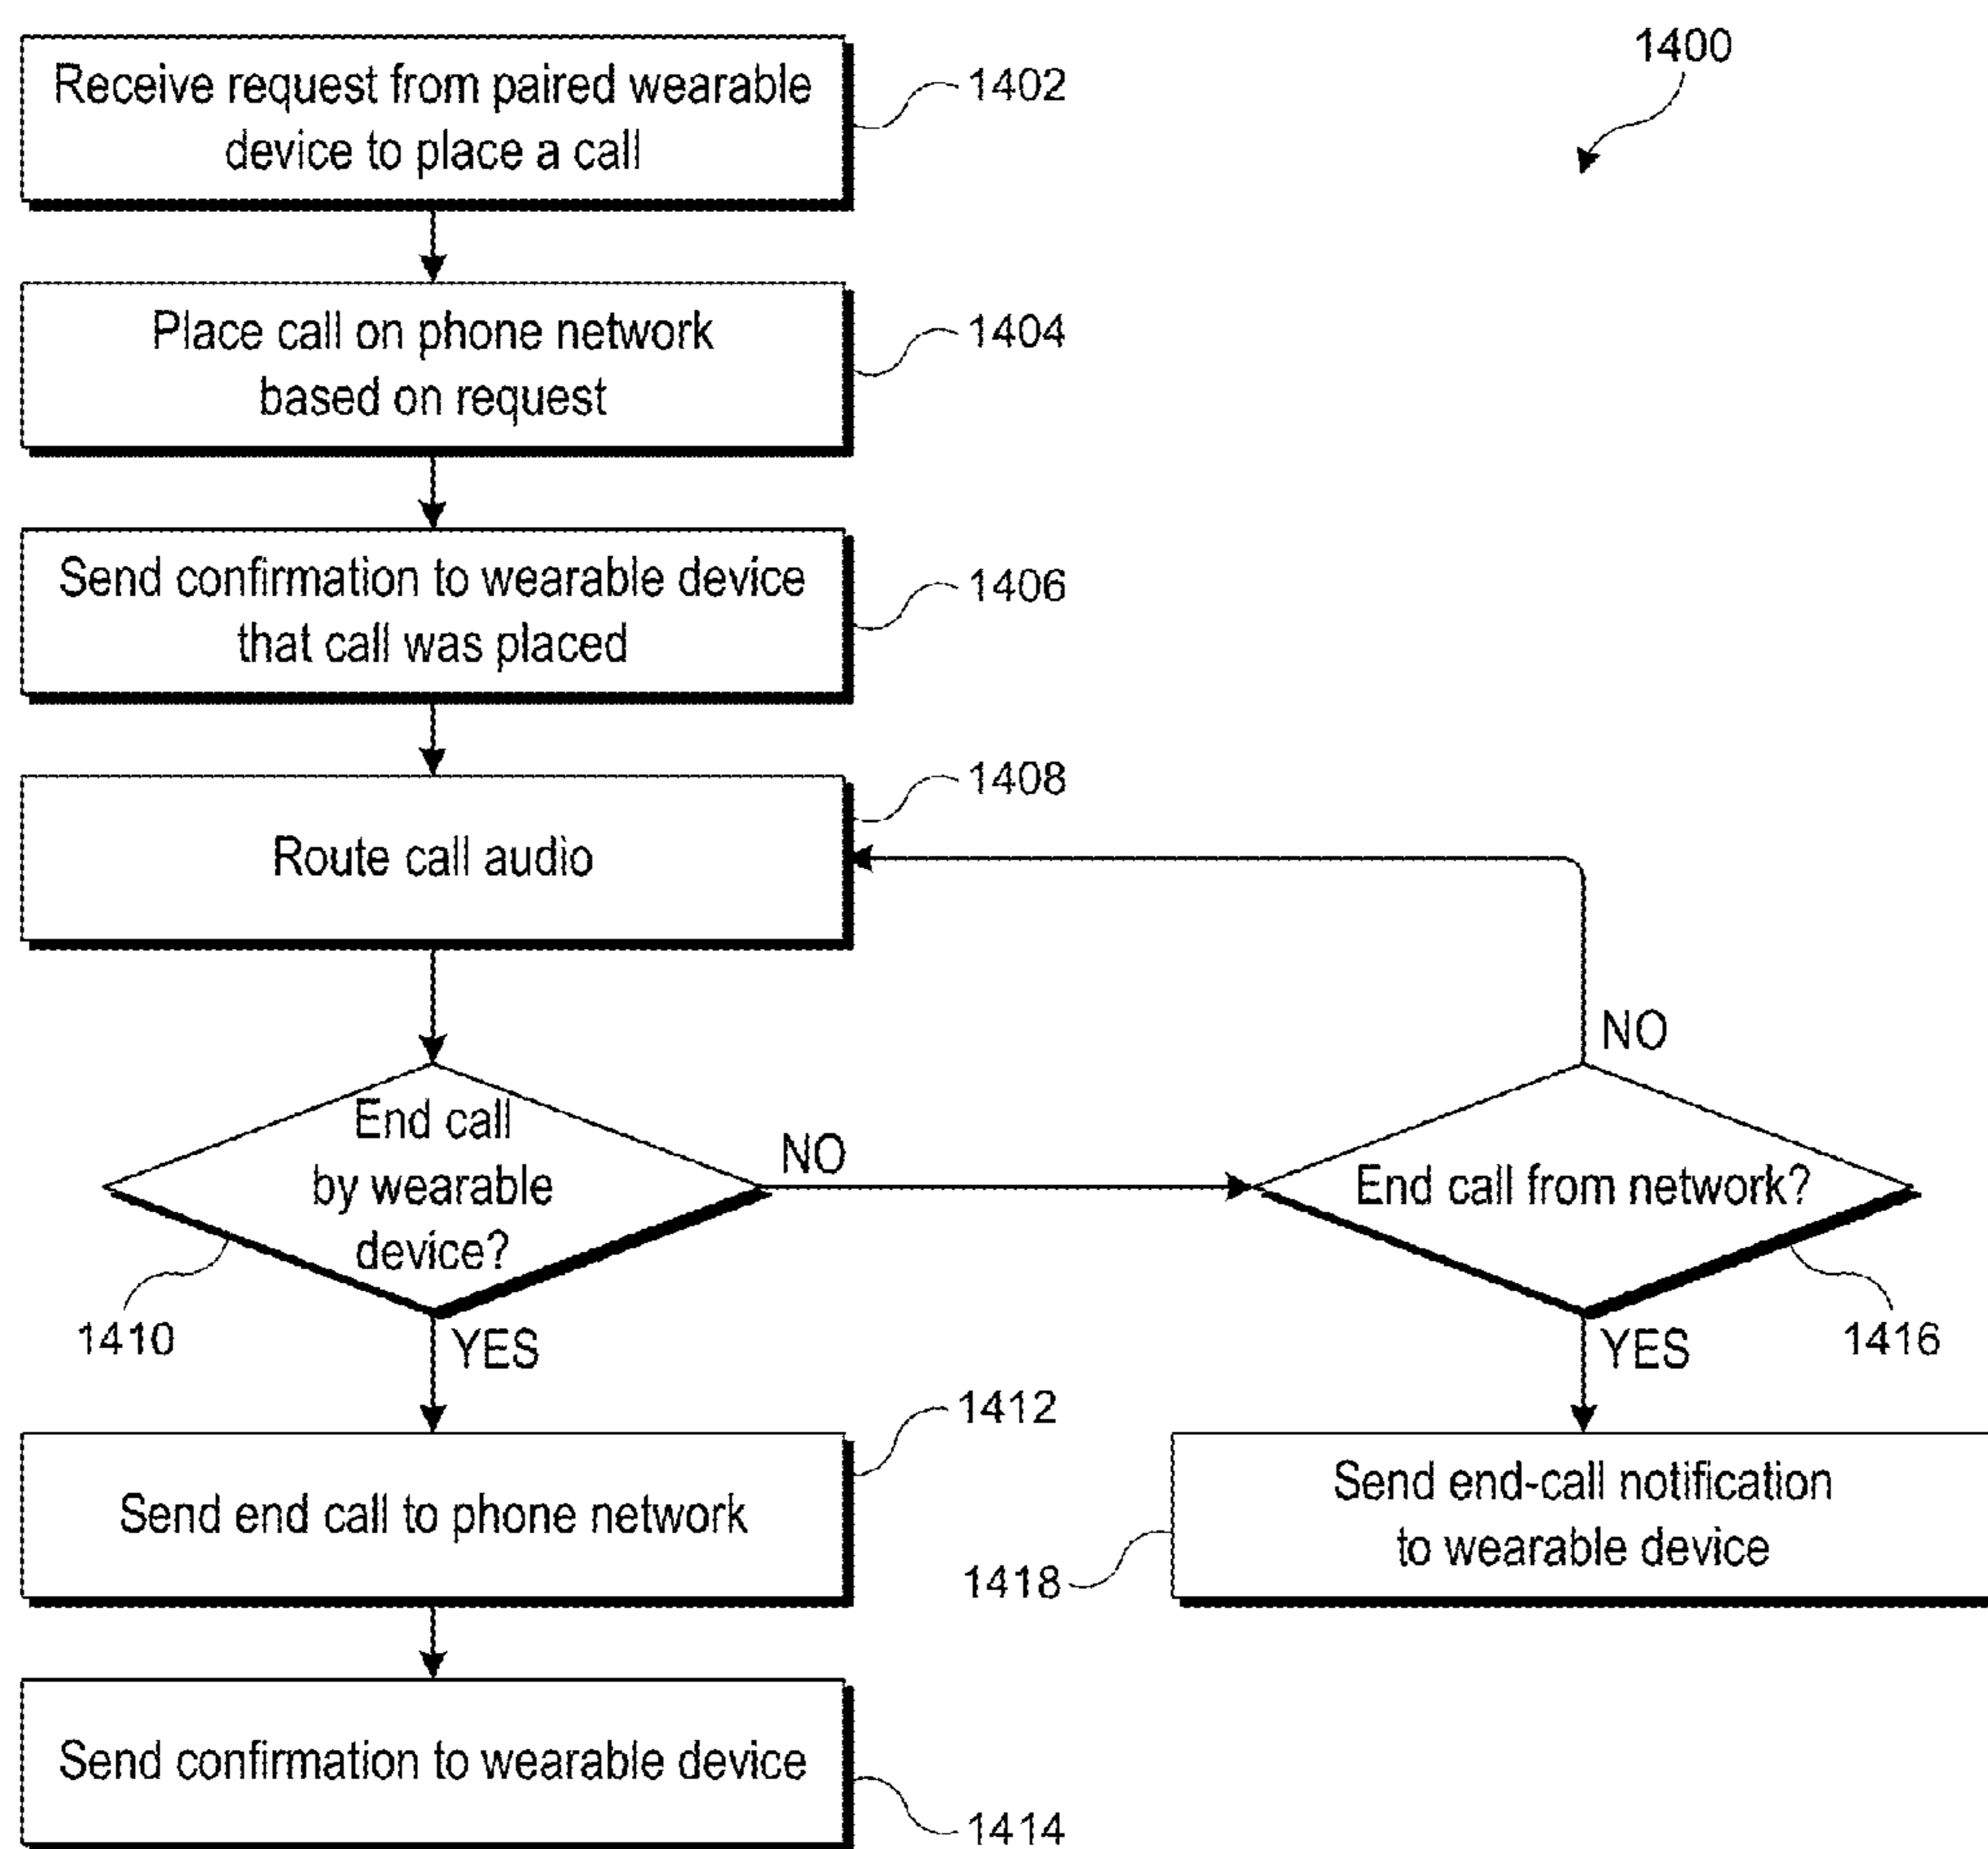 1400
Receive request from paired wearable
device to place a call
1402
Place call on phone network
based on request
1404
Send confirmation to wearable device
that call was placed
1406
Route call audio
1408
End call
by wearable
device?
1410
NO
YES
End call from network?
1416
NO
YES
Send end call to phone network
1412
Send end-call notification
to wearable device
1418
Send confirmation to wearable device
1414